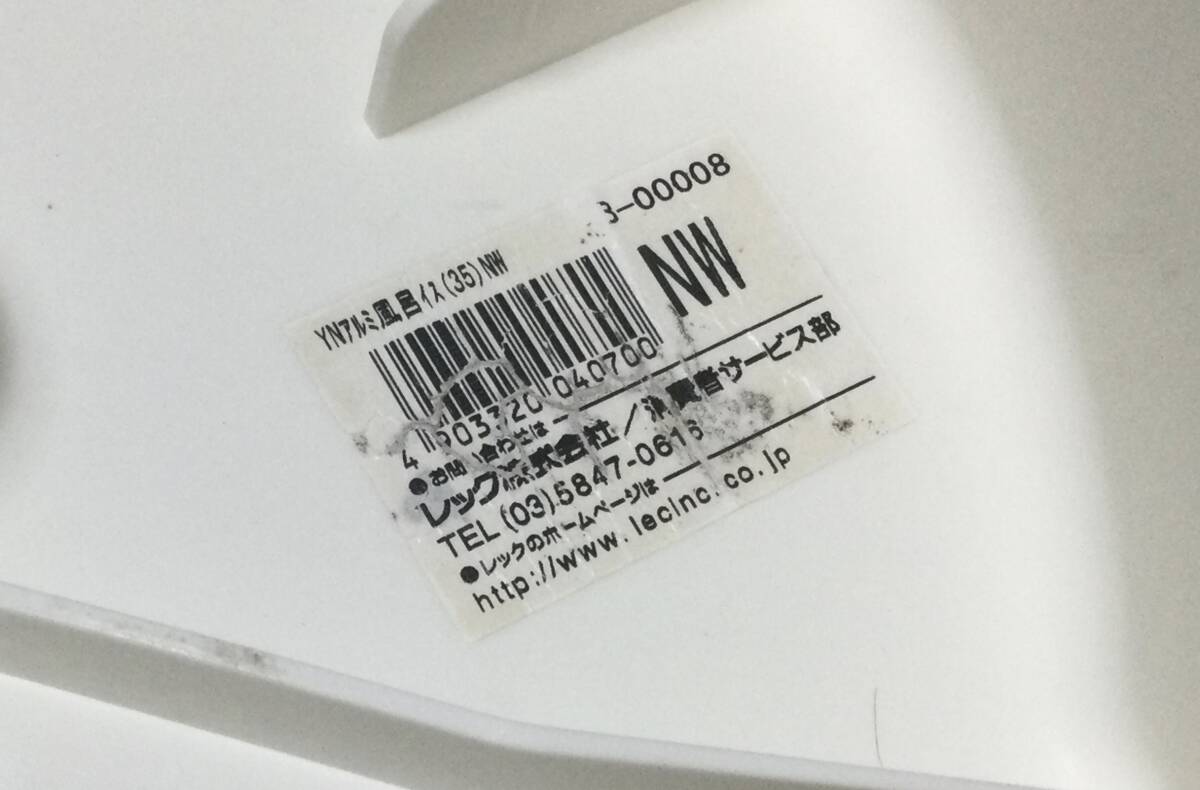 -00008
YNアルミ風呂イス(35)NW
NW
4 903320 040700
●お問い合わせは
レック株式会社/消費者サービス部
TEL(03)5847-0616
●レックのホームページは
http://www.lecinc.co.jp